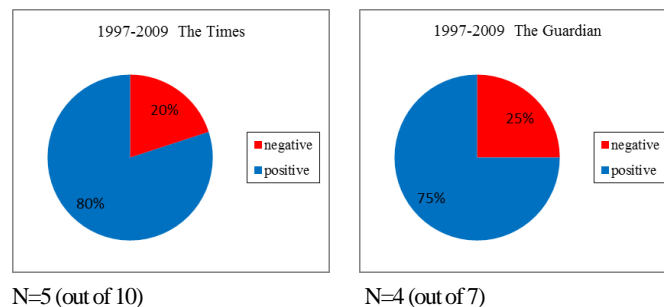 1997-2009 The Times
20%
80%
negative
positive
N=5 (out of 10)
1997-2009 The Guardian
25%
75%
negative
positive
N=4 (out of 7)